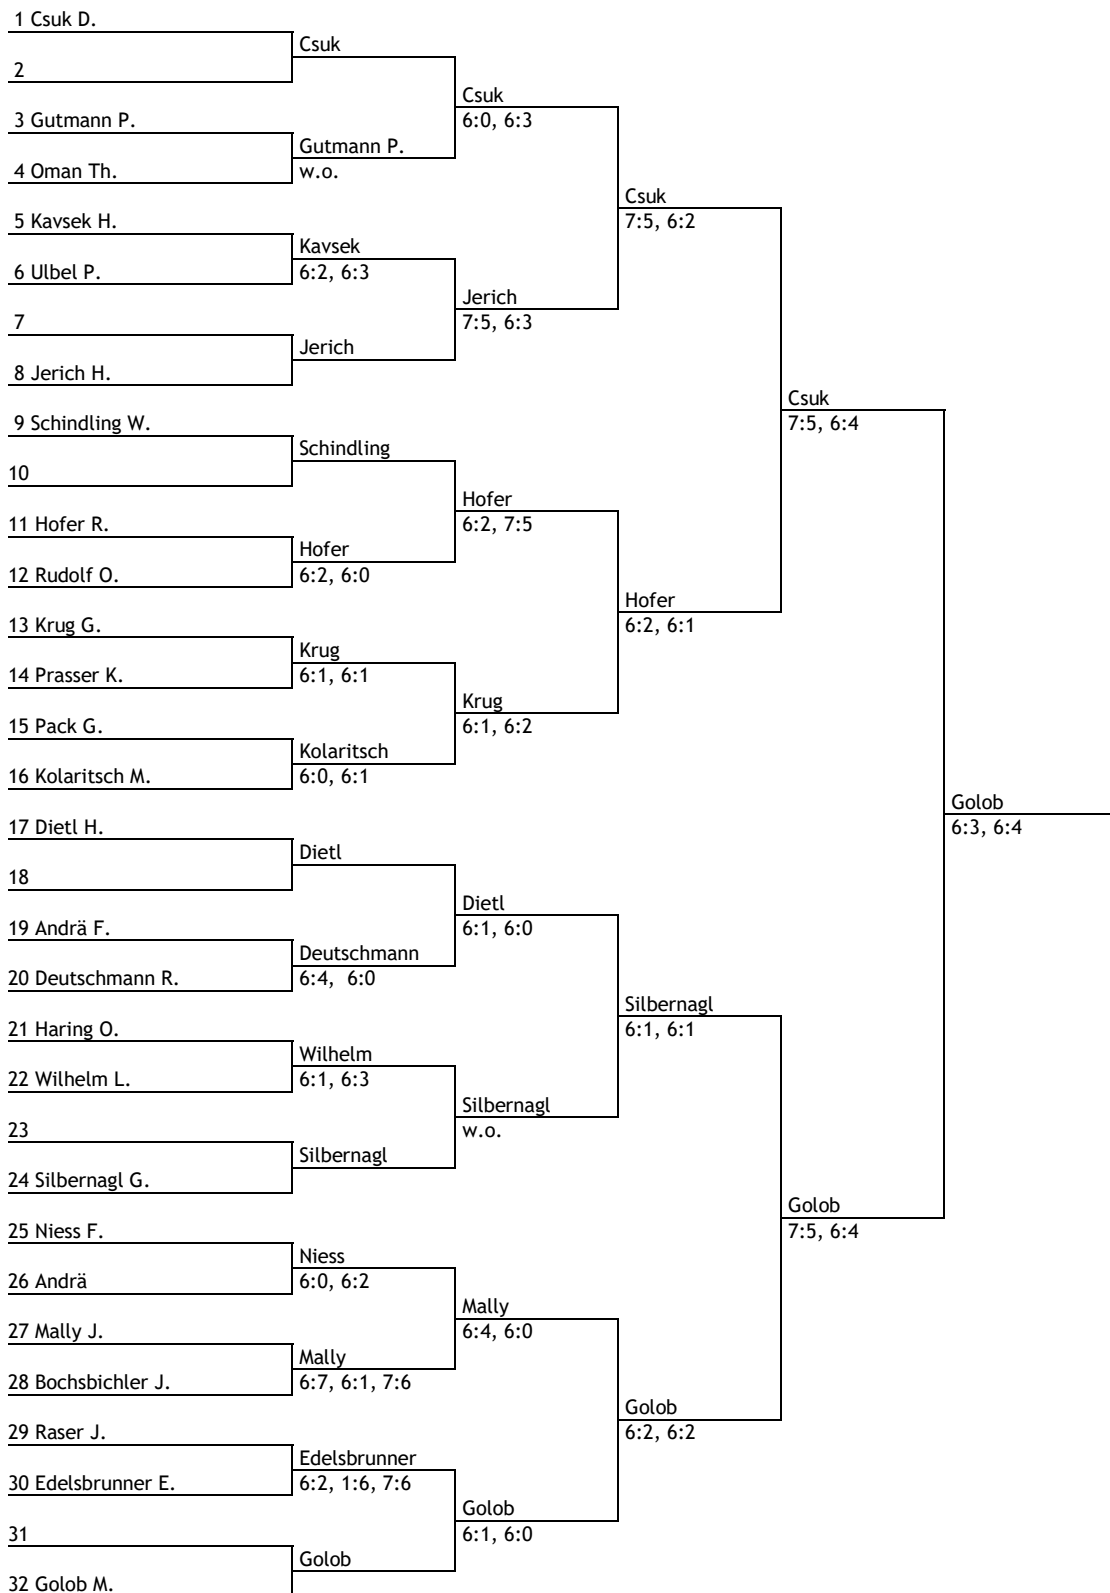 1 Csuk D.
Csuk
2
Csuk
6:0, 6:3
3 Gutmann P.
Gutmann P.
w.o.
4 Oman Th.
Csuk
7:5, 6:2
5 Kavsek H.
Kavsek
6:2, 6:3
6 Ulbel P.
Jerich
7:5, 6:3
7
Jerich
8 Jerich H.
Csuk
7:5, 6:4
9 Schindling W.
Schindling
10
Hofer
6:2, 7:5
11 Hofer R.
Hofer
6:2, 6:0
12 Rudolf O.
Hofer
6:2, 6:1
13 Krug G.
Krug
6:1, 6:1
14 Prasser K.
Krug
6:1, 6:2
15 Pack G.
Kolaritsch
6:0, 6:1
16 Kolaritsch M.
Golob
6:3, 6:4
17 Dietl H.
Dietl
18
Dietl
6:1, 6:0
19 Andrä F.
Deutschmann
6:4, 6:0
20 Deutschmann R.
Silbernagl
6:1, 6:1
21 Haring O.
Wilhelm
6:1, 6:3
22 Wilhelm L.
Silbernagl
w.o.
23
Silbernagl
24 Silbernagl G.
Golob
7:5, 6:4
25 Niess F.
Niess
6:0, 6:2
26 Andrä
Mally
6:4, 6:0
27 Mally J.
Mally
6:7, 6:1, 7:6
28 Bochsbichler J.
Golob
6:2, 6:2
29 Raser J.
Edelsbrunner
6:2, 1:6, 7:6
30 Edelsbrunner E.
Golob
6:1, 6:0
31
Golob
32 Golob M.